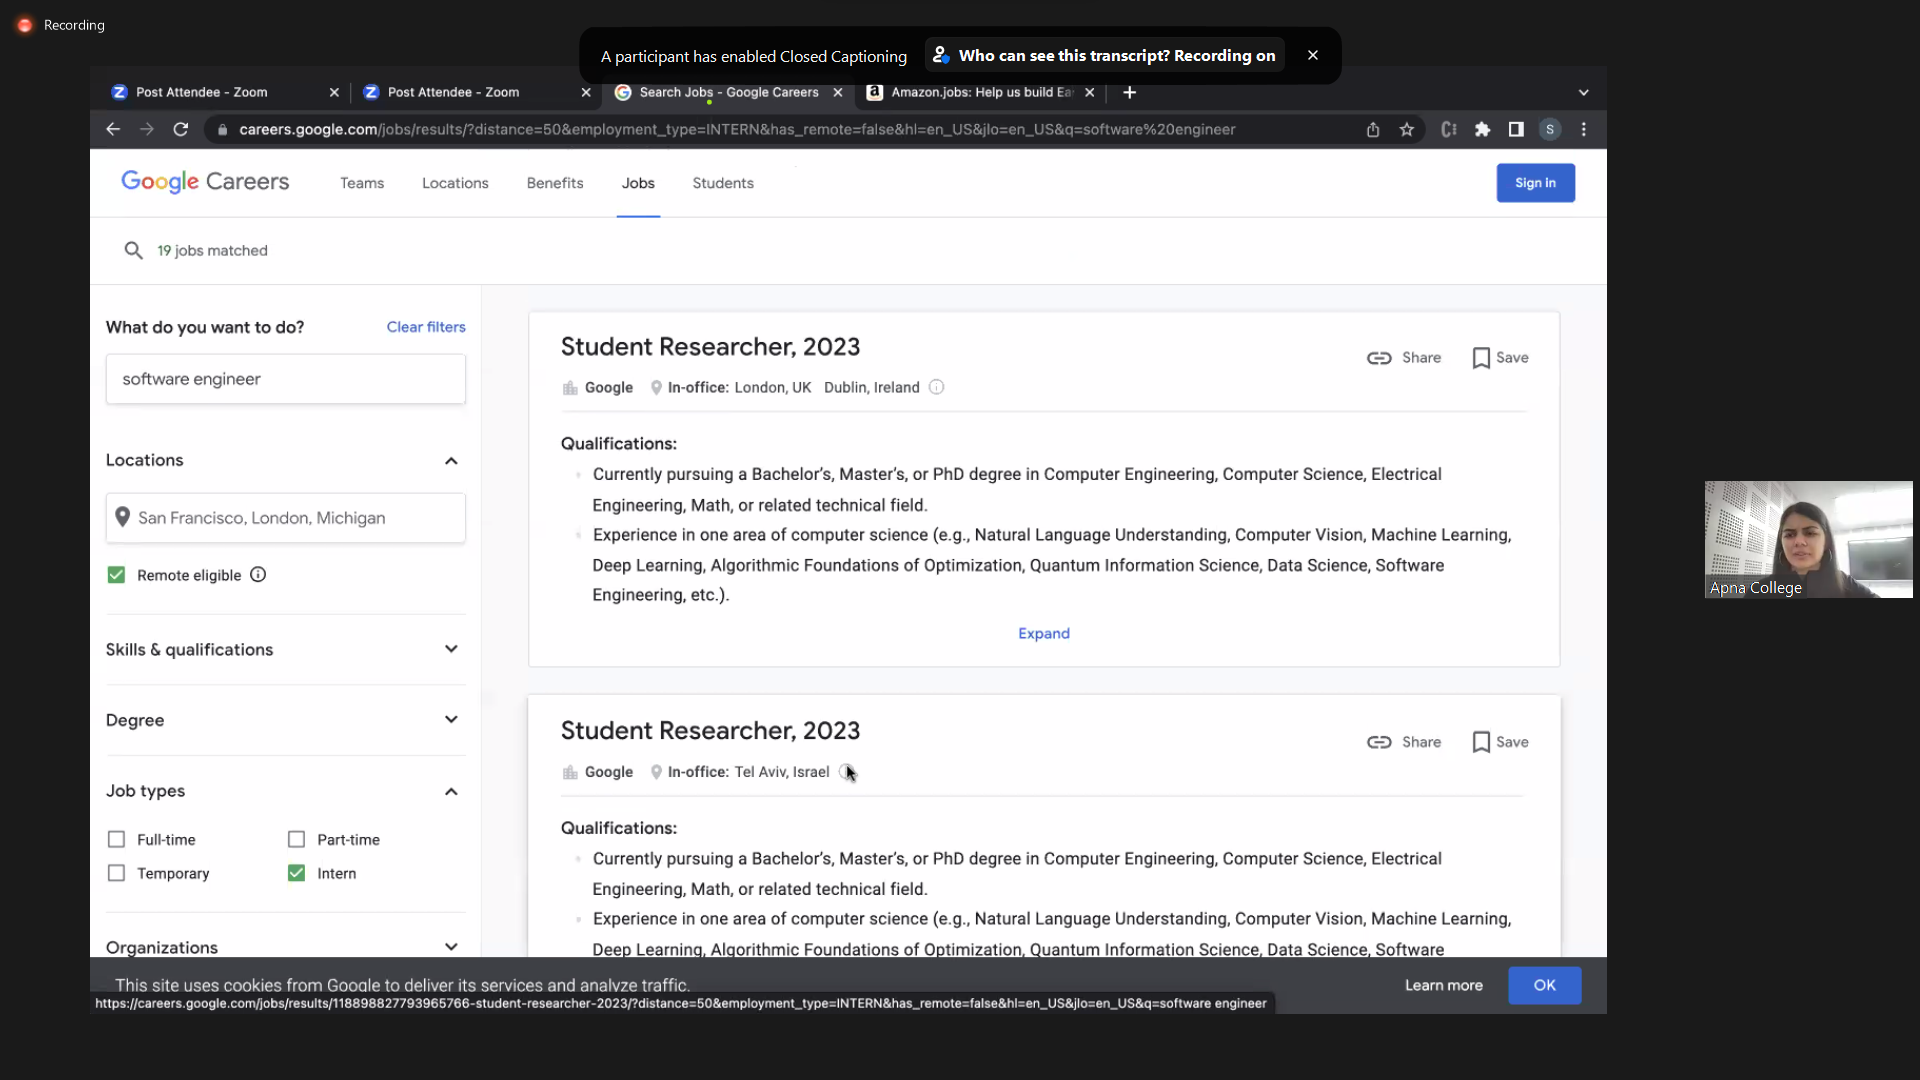 Recording
A participant has enabled Closed Captioning
Who can see this transcript? Recording on
Post Attendee - Zoom
Post Attendee - Zoom
Search Jobs - Google Careers
Amazon.jobs: Help us build Ea
careers.google.com/jobs/results/?distance=50&employment_type=INTERN&has_remote=false&hl=en_US&jlo=en_US&q=software%20engineer
S
Google Careers
Teams
Locations
Benefits
Jobs
Students
Sign in
19 jobs matched
What do you want to do?
Clear filters
software engineer
Locations
San Francisco, London, Michigan
Remote eligible
Skills & qualifications
Degree
Job types
Full-time
Part-time
Temporary
Intern
Organizations
Student Researcher, 2023
Share
Save
Google
In-office: London, UK Dublin, Ireland
Qualifications:
Currently pursuing a Bachelor's, Master's, or PhD degree in Computer Engineering, Computer Science, Electrical
Engineering, Math, or related technical field.
Experience in one area of computer science (e.g., Natural Language Understanding, Computer Vision, Machine Learning,
Deep Learning, Algorithmic Foundations of Optimization, Quantum Information Science, Data Science, Software
Engineering, etc.).
Expand
Student Researcher, 2023
Share
Save
Google
In-office: Tel Aviv, Israel
Qualifications:
Currently pursuing a Bachelor's, Master's, or PhD degree in Computer Engineering, Computer Science, Electrical
Engineering, Math, or related technical field.
Experience in one area of computer science (e.g., Natural Language Understanding, Computer Vision, Machine Learning,
Deep Learning, Algorithmic Foundations of Optimization, Quantum Information Science, Data Science, Software
This site uses cookies from Google to deliver its services and analyze traffic.
Learn more
OK
https://careers.google.com/jobs/results/118898827793965766-student-researcher-2023/?distance=50&employment_type=INTERN&has_remote=false&hl=en_US&jlo=en_US&q=software engineer
Apna College